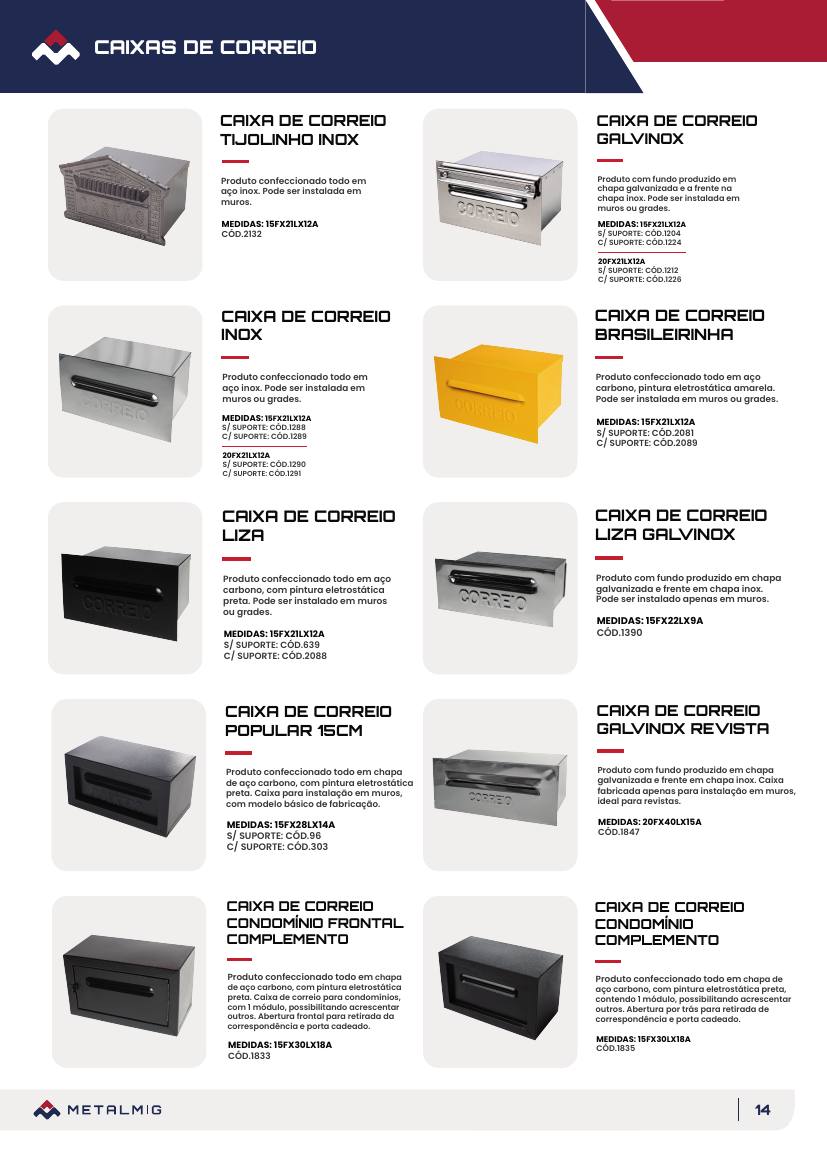 CAIXAS DE CORREIO
CAIXA DE CORREIO
TIJOLINHO INOX
Produto confeccionado todo em
aço inox. Pode ser instalada em
muros.
MEDIDAS: 15FX21LX12A
CÓD.2132
CAIXA DE CORREIO
GALVINOX
Produto com fundo produzido em
chapa galvanizada e a frente na
chapa inox. Pode ser instalada em
muros ou grades.
MEDIDAS: 15FX21LX12A
S/ SUPORTE: CÓD.1204
C/ SUPORTE: CÓD.1224
20FX21LX12A
S/ SUPORTE: CÓD.1212
C/ SUPORTE: CÓD.1226
CARTAS
CORREIO
CAIXA DE CORREIO
INOX
Produto confeccionado todo em
aço inox. Pode ser instalada em
muros ou grades.
MEDIDAS: 15FX21LX12A
S/ SUPORTE: CÓD.1288
C/ SUPORTE: CÓD.1289
20FX21LX12A
S/ SUPORTE: CÓD.1290
C/ SUPORTE: CÓD.1291
CORREIO
CAIXA DE CORREIO
BRASILEIRINHA
Produto confeccionado todo em aço
carbono, pintura eletrostática amarela.
Pode ser instalada em muros ou grades.
MEDIDAS: 15FX21LX12A
S/ SUPORTE: CÓD.2081
C/ SUPORTE: CÓD.2089
CORREIO
CAIXA DE CORREIO
LIZA
Produto confeccionado todo em aço
carbono, com pintura eletrostática
preta. Pode ser instalado em muros
ou grades.
MEDIDAS: 15FX21LX12A
S/ SUPORTE: CÓD.639
C/ SUPORTE: CÓD.2088
CORREIO
CAIXA DE CORREIO
LIZA GALVINOX
Produto com fundo produzido em chapa
galvanizada e frente em chapa inox.
Pode ser instalado apenas em muros.
MEDIDAS: 15FX22LX9A
CÓD.1390
CORREIO
CAIXA DE CORREIO
POPULAR 15CM
Produto confeccionado todo em chapa
de aço carbono, com pintura eletrostática
preta. Caixa para instalação em muros,
com modelo básico de fabricação.
MEDIDAS: 15FX28LX14A
S/ SUPORTE: CÓD.96
C/ SUPORTE: CÓD.303
CAIXA DE CORREIO
GALVINOX REVISTA
Produto com fundo produzido em chapa
galvanizada e frente em chapa inox. Caixa
fabricada apenas para instalação em muros,
ideal para revistas.
MEDIDAS: 20FX40LX15A
CÓD.1847
CORREIO
CAIXA DE CORREIO
CONDOMÍNIO FRONTAL
COMPLEMENTO
Produto confeccionado todo em chapa
de aço carbono, com pintura eletrostática
preta. Caixa de correio para condomínios,
com 1 módulo, possibilitando acrescentar
outros. Abertura frontal para retirada da
correspondência e porta cadeado.
MEDIDAS: 15FX30LX18A
CÓD.1833
CAIXA DE CORREIO
CONDOMÍNIO
COMPLEMENTO
Produto confeccionado todo em chapa de
aço carbono, com pintura eletrostática preta,
contendo 1 módulo, possibilitando acrescentar
outros. Abertura por trás para retirada de
correspondência e porta cadeado.
MEDIDAS: 15FX30LX18A
CÓD.1835
METALMIG
14